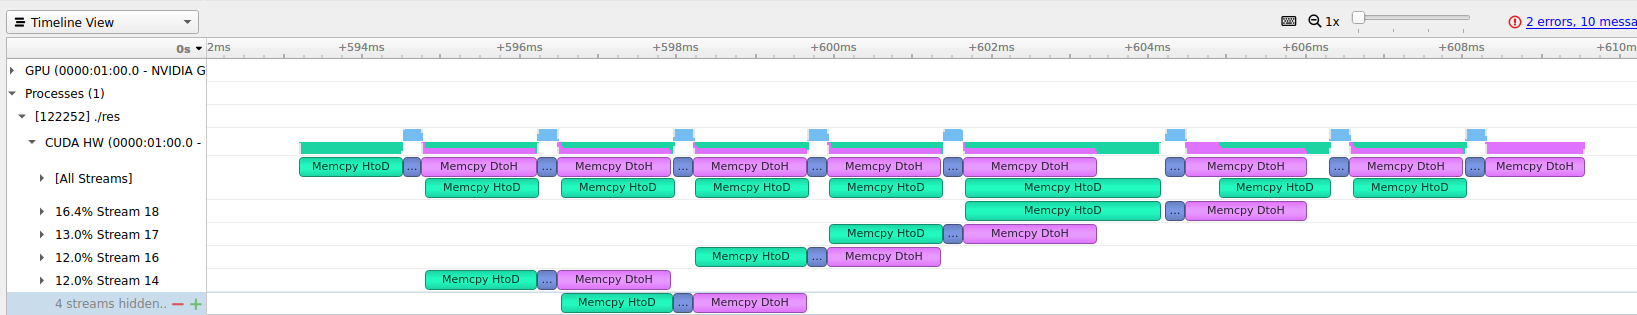 Timeline View 1x 2 errors, 10 messa
0s 2ms +594ms +596ms +598ms +600ms +602ms +604ms +606ms +608ms +610m
GPU (0000:01:00.0 - NVIDIA G
Processes (1)
[122252] ./res
CUDA HW (0000:01:00.0 -
Memcpy HtoD ... Memcpy DtoH ... Memcpy DtoH ... Memcpy DtoH ... Memcpy DtoH ... Memcpy DtoH ... Memcpy DtoH ... Memcpy DtoH ... Memcpy DtoH
[All Streams]
Memcpy HtoD Memcpy HtoD Memcpy HtoD Memcpy HtoD Memcpy HtoD Memcpy HtoD Memcpy HtoD
16.4% Stream 18 Memcpy HtoD ... Memcpy DtoH
13.0% Stream 17 Memcpy HtoD ... Memcpy DtoH
12.0% Stream 16 Memcpy HtoD ... Memcpy DtoH
12.0% Stream 14 Memcpy HtoD ... Memcpy DtoH
4 streams hidden.. Memcpy HtoD ... Memcpy DtoH